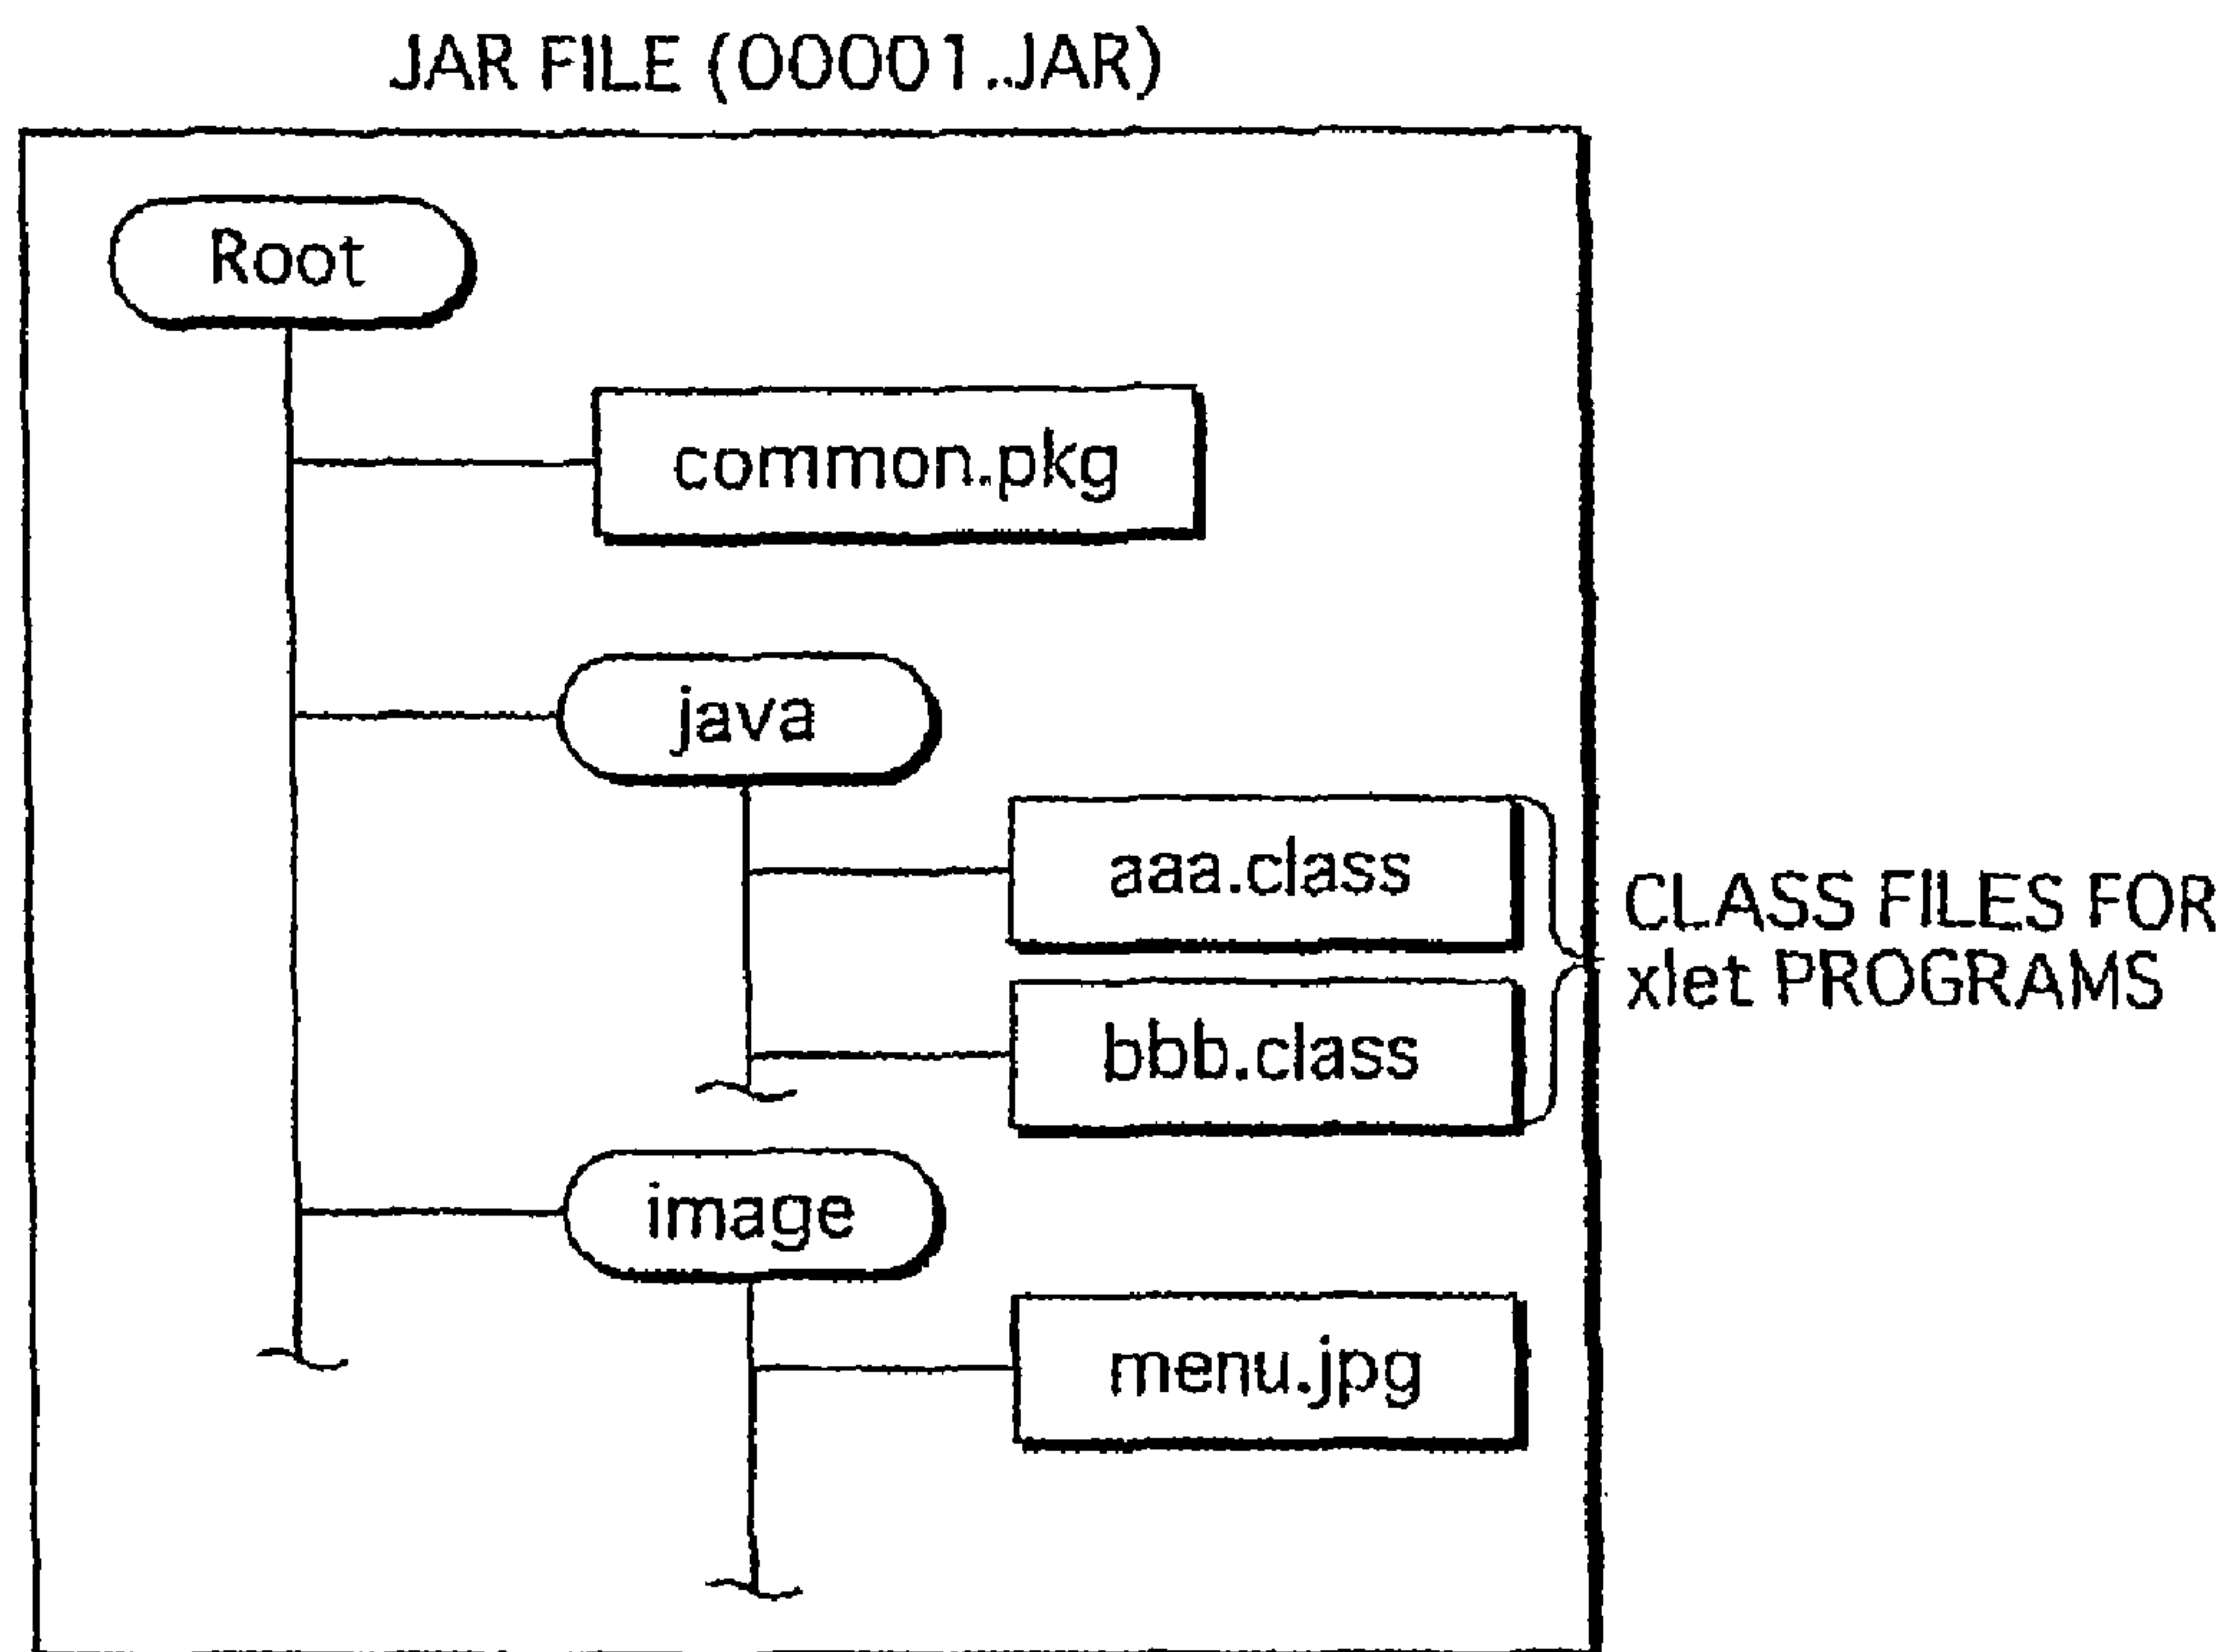 JAR FILE (00001.JAR)
Root
common.pkg
java
aaa.class
bbb.class
CLASS FILES FOR
xlet PROGRAMS
image
menu.jpg